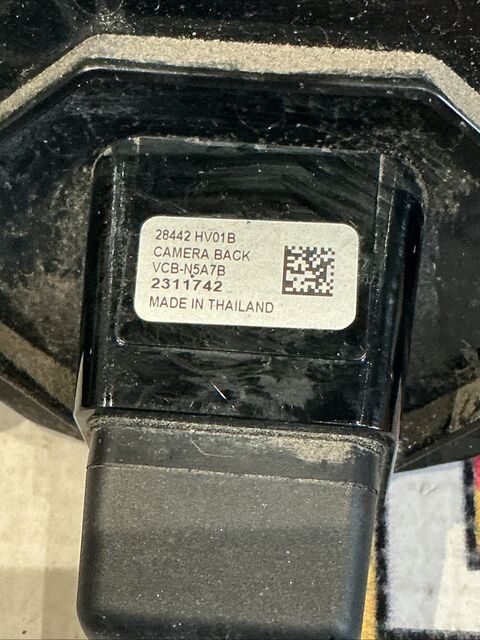 28442 HV01B
CAMERA BACK
VCB-N5A7B
2311742
MADE IN THAILAND